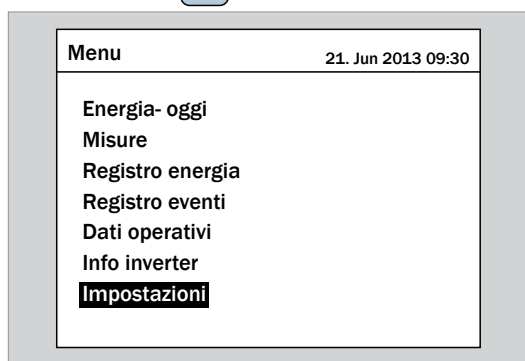 Menu
21. Jun 2013 09:30
Energia- oggi
Misure
Registro energia
Registro eventi
Dati operativi
Info inverter
Impostazioni